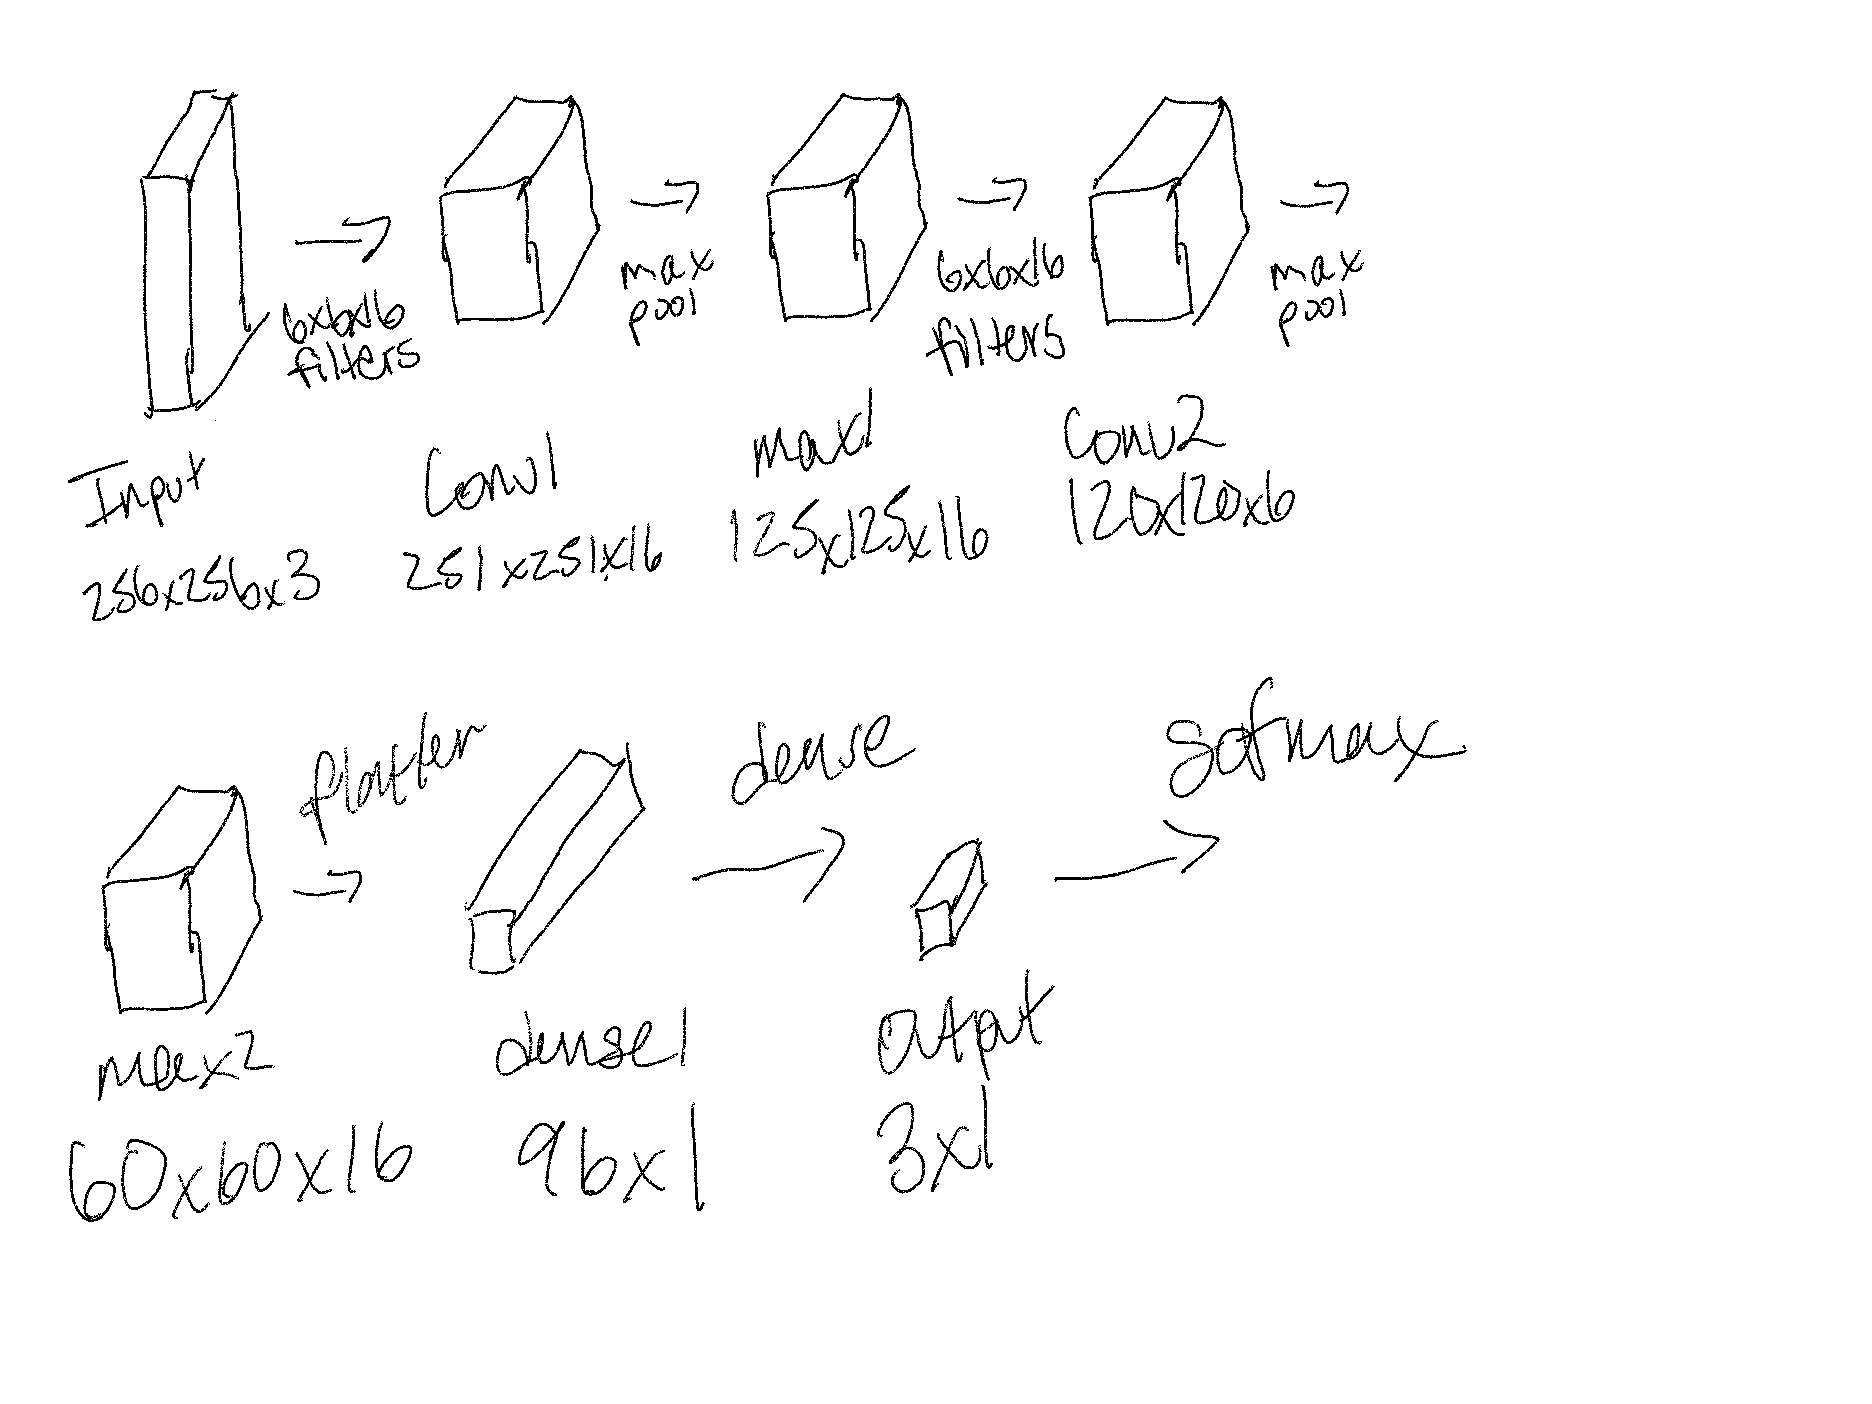 6x6x16
filters
max
pool
6x6x16
filters
max
pool
Input
256x256x3
Conv1
251x251x16
max1
125x125x16
Conv2
120x120x6
flatten
dense
sofmax
max2
60x60x16
dense1
96x1
output
3x1